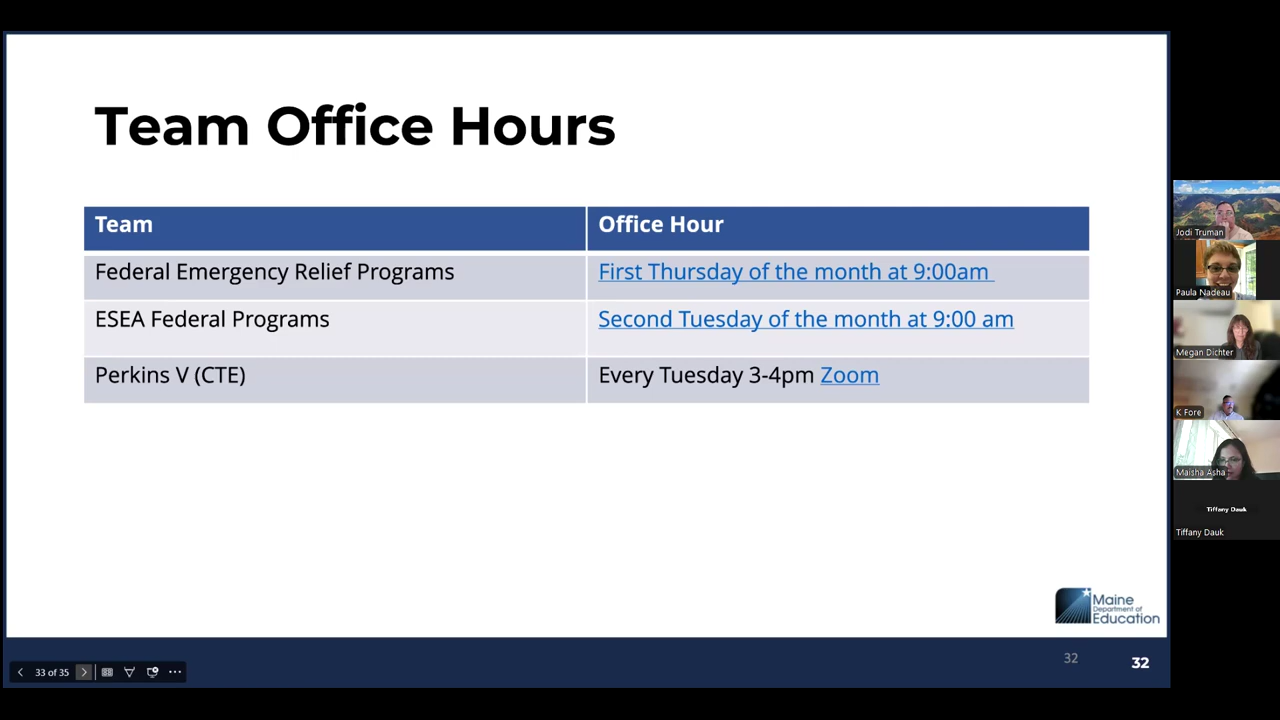 Team Office Hours
Team Office Hour
Federal Emergency Relief Programs First Thursday of the month at 9:00am
ESEA Federal Programs Second Tuesday of the month at 9:00 am
Perkins V (CTE) Every Tuesday 3-4pm Zoom
Maine
Department of
Education
33 of 35
32
32
Jodi Truman
Paula Nadeau
Megan Dichter
K Fore
Maisha Asha
Tiffany Dauk
Tiffany Dauk